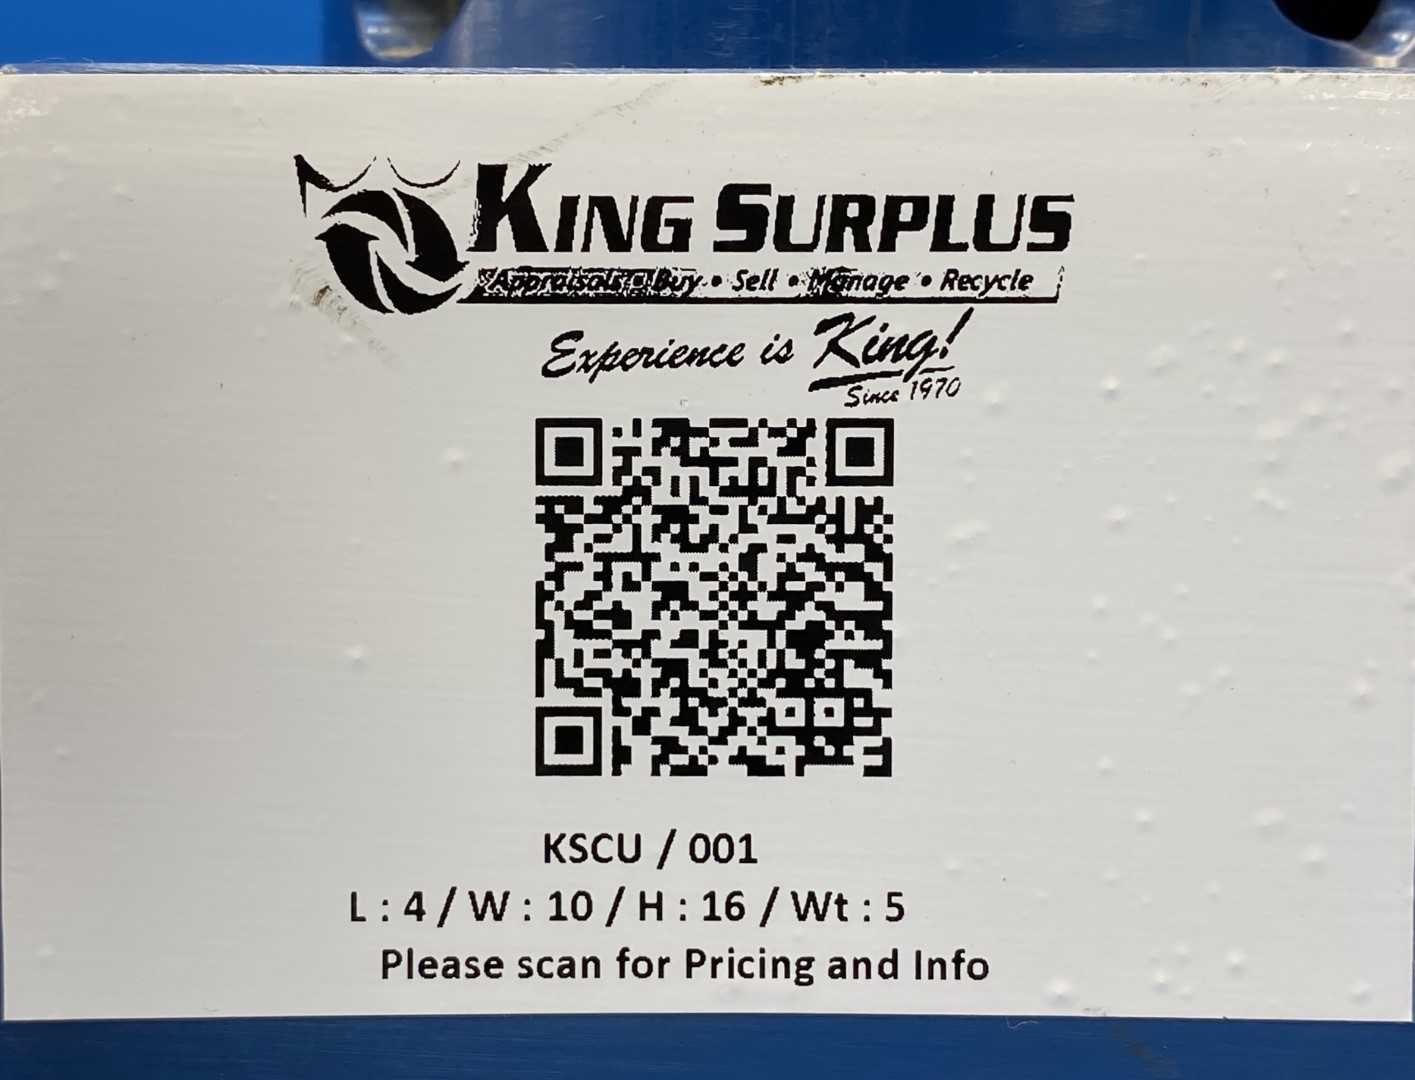 KING SURPLUS
Appraisals • Buy • Sell • Manage • Recycle
Experience is King!
Since 1970
KSCU / 001
L : 4 / W : 10 / H : 16 / Wt : 5
Please scan for Pricing and Info